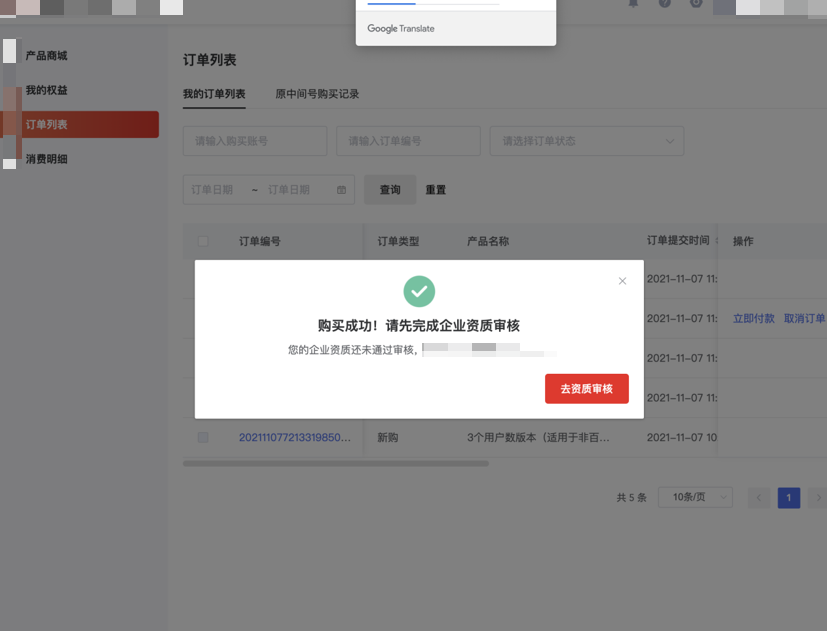 Google Translate
产品商城
我的权益
订单列表
消费明细
订单列表
我的订单列表 原中间号购买记录
请输入购买账号 请输入订单编号 请选择订单状态
订单日期 ~ 订单日期 查询 重置
订单编号 订单类型 产品名称 订单提交时间 操作
2021-11-07 11:
2021-11-07 11: 立即付款 取消订单
2021-11-07 11:
2021-11-07 11:
购买成功！请先完成企业资质审核
您的企业资质还未通过审核，
去资质审核
202111077213319850... 新购 3个用户数版本（适用于非百... 2021-11-07 10
共 5 条 10条/页 1